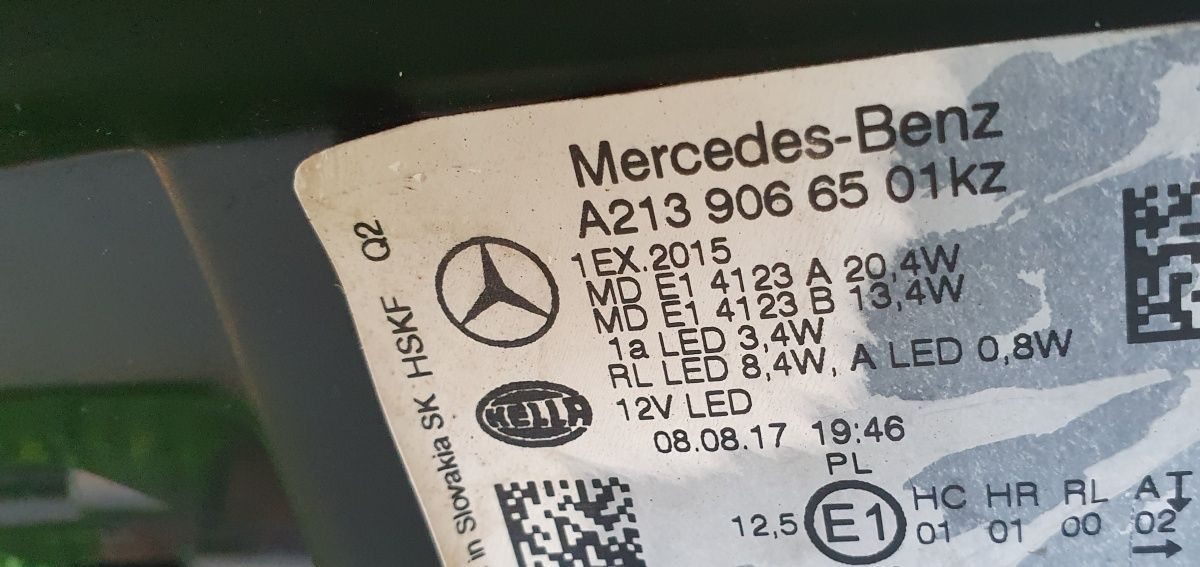 Mercedes-Benz
A213 906 65 01kz
1EX.2015
MD E1 4123 A 20,4W
MD E1 4123 B 13,4W
1a LED 3,4W
RL LED 8,4W, A LED 0,8W
12V LED
08.08.17 19:46
PL
12,5 E1 HC HR RL A
01 01 00 02
HELLA
in Slovakia SK HSKF Q2